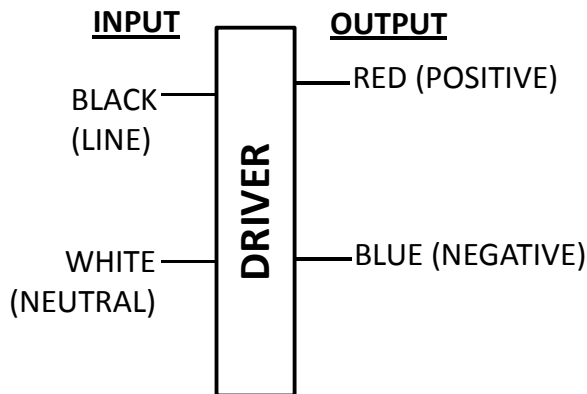 INPUT
OUTPUT
BLACK
(LINE)
RED (POSITIVE)
DRIVER
WHITE
(NEUTRAL)
BLUE (NEGATIVE)